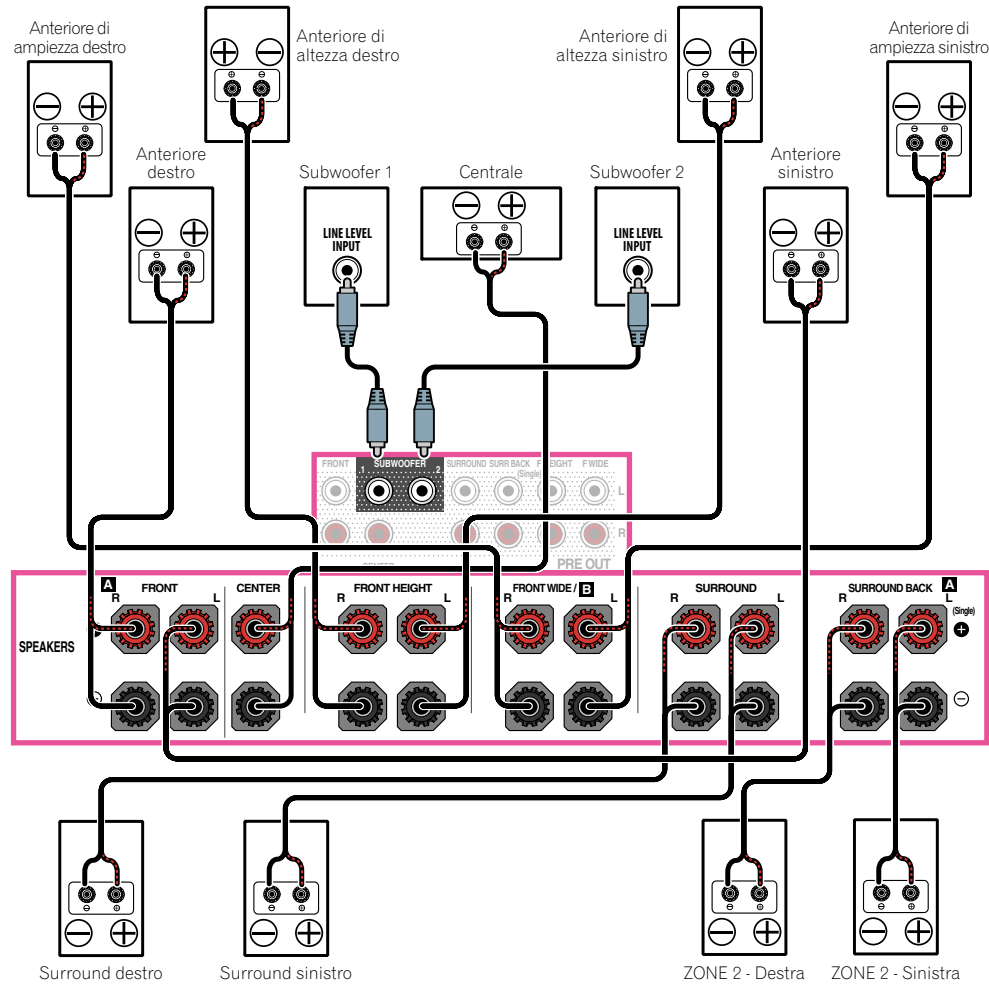 Anteriore di
ampiezza destro
Anteriore di
altezza destro
Anteriore di
altezza sinistro
Anteriore di
ampiezza sinistro
Anteriore
destro
Subwoofer 1
Centrale
Subwoofer 2
Anteriore
sinistro
LINE LEVEL
INPUT
LINE LEVEL
INPUT
FRONT
SUBWOOFER
1
2
SURROUND
SURR BACK
(Single)
F WIDE
L
R
PRE OUT
A
FRONT
R
L
CENTER
FRONT HEIGHT
R
L
FRONT WIDE / B
R
L
SURROUND
R
L
SURROUND BACK
A
R
L
(Single)
SPEAKERS
Surround destro
Surround sinistro
ZONE 2 - Destra
ZONE 2 - Sinistra